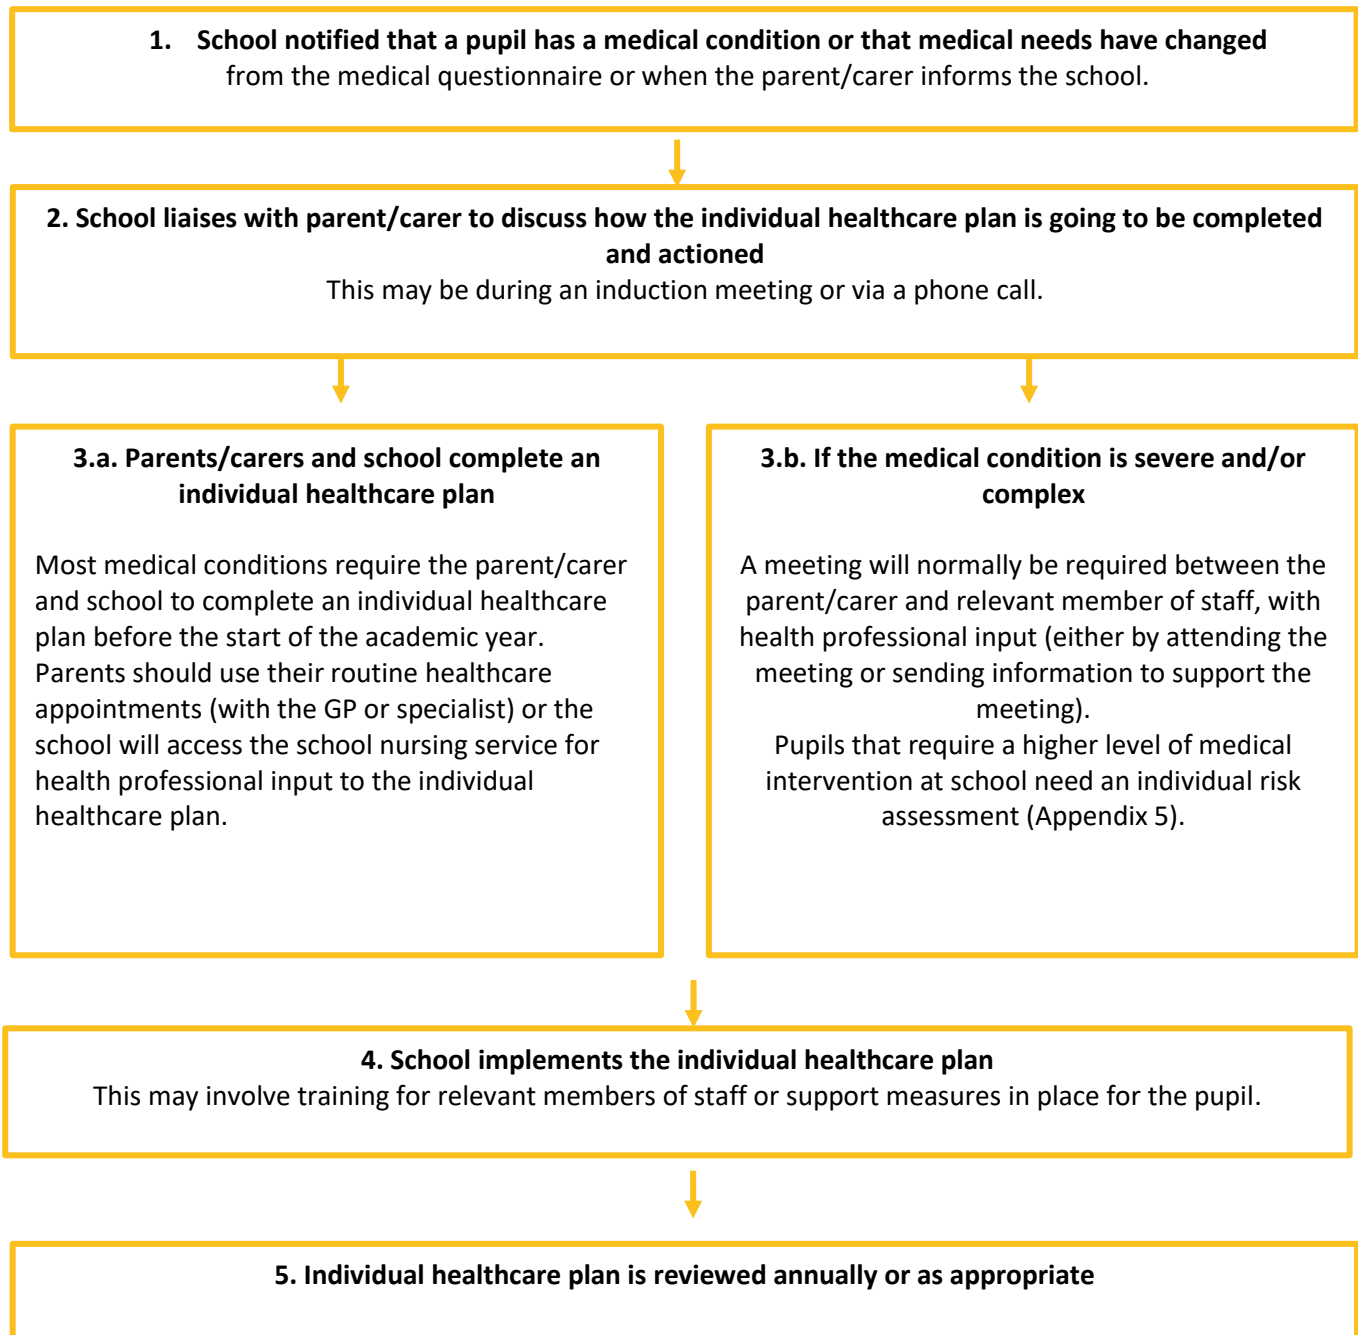 1. School notified that a pupil has a medical condition or that medical needs have changed
from the medical questionnaire or when the parent/carer informs the school.
2. School liaises with parent/carer to discuss how the individual healthcare plan is going to be completed
and actioned
This may be during an induction meeting or via a phone call.
3.a. Parents/carers and school complete an
individual healthcare plan
Most medical conditions require the parent/carer
and school to complete an individual healthcare
plan before the start of the academic year.
Parents should use their routine healthcare
appointments (with the GP or specialist) or the
school will access the school nursing service for
health professional input to the individual
healthcare plan.
3.b. If the medical condition is severe and/or
complex
A meeting will normally be required between the
parent/carer and relevant member of staff, with
health professional input (either by attending the
meeting or sending information to support the
meeting).
Pupils that require a higher level of medical
intervention at school need an individual risk
assessment (Appendix 5).
4. School implements the individual healthcare plan
This may involve training for relevant members of staff or support measures in place for the pupil.
5. Individual healthcare plan is reviewed annually or as appropriate